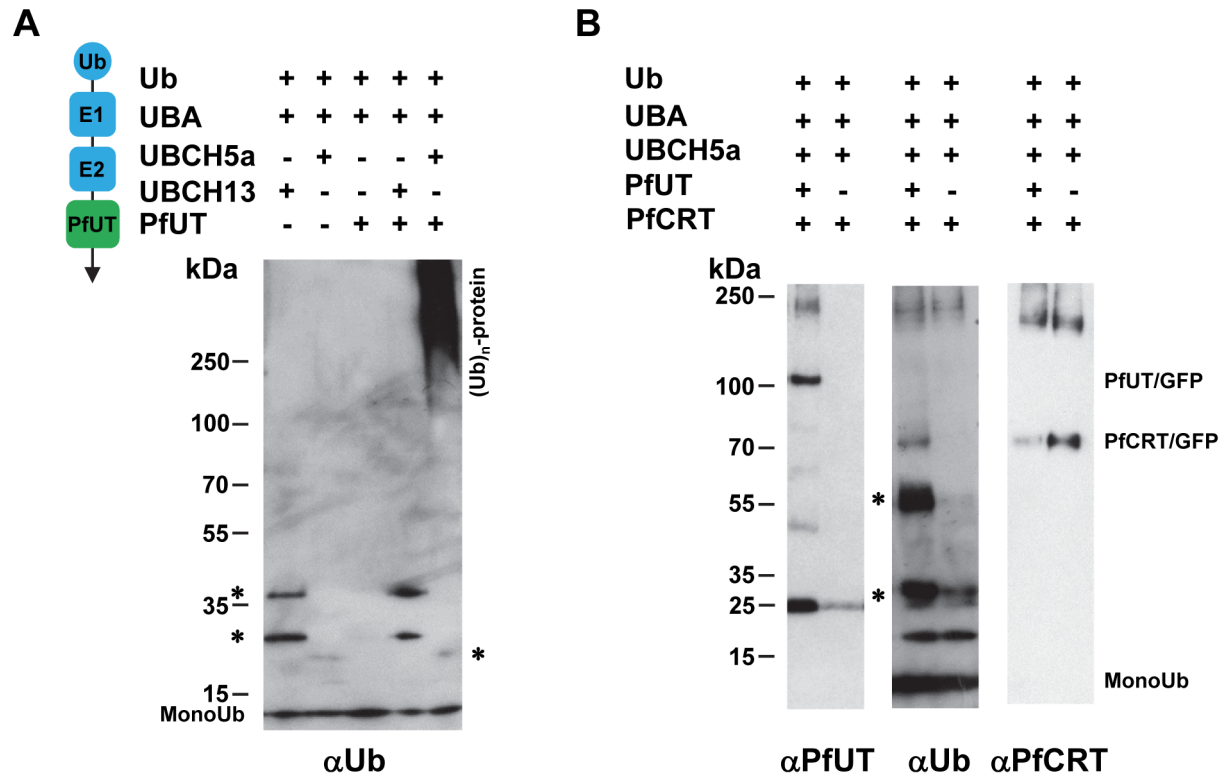 A
Ub
E1
E2
PfUT
Ub + + + + +
UBA + + + + +
UBCH5a - + - - +
UBCH13 + - - + -
PfUT - - + + +
kDa
250
100
70
55
*
35
*
*
15
MonoUb
(Ub)n-protein
αUb
B
Ub + + + + + +
UBA + + + + + +
UBCH5a + + + + + +
PfUT + - + - + -
PfCRT + + + + + +
kDa
250
100 PfUT/GFP
70 PfCRT/GFP
55 *
35
25 *
15
MonoUb
αPfUT αUb αPfCRT